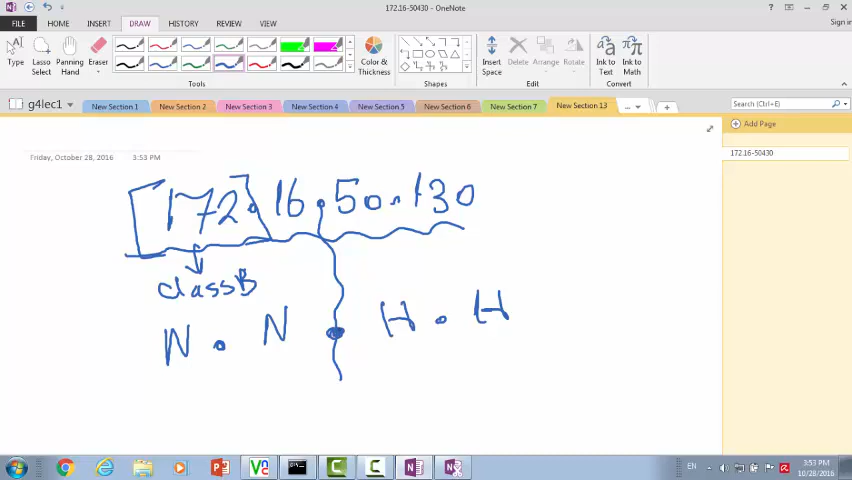 172.16-50430 - OneNote
Sign in
FILE HOME INSERT DRAW HISTORY REVIEW VIEW
Type Lasso Select Panning Hand Eraser Color & Thickness Insert Space Delete Arrange Rotate Ink to Text Ink to Math
Tools Shapes Edit Convert
g4lec1 New Section 1 New Section 2 New Section 3 New Section 4 New Section 5 New Section 6 New Section 7 New Section 13 ... + Search (Ctrl+E)
Add Page
172.16-50430
Friday, October 28, 2016 3:53 PM
[172]. 16. 50. 130
class B
N . N . H . H
EN 3:53 PM
10/28/2016